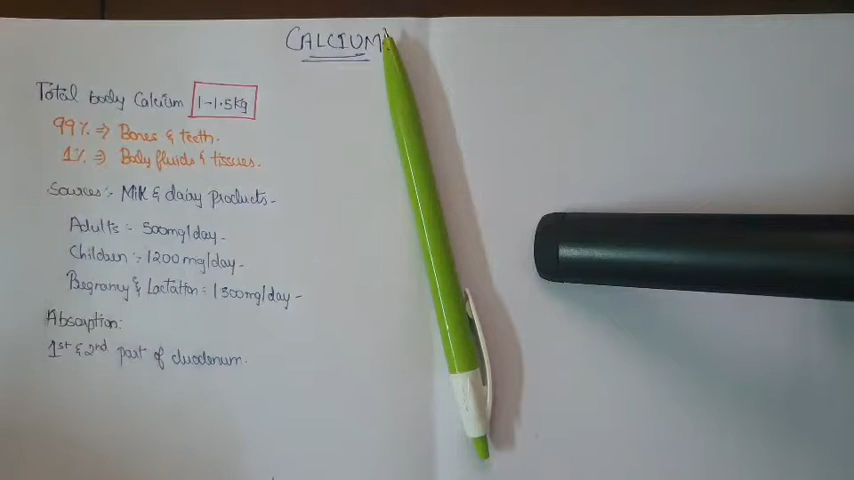 CALCIUM
Total body Calcium 1-1.5kg
99% ⇒ Bones & teeth.
1% ⇒ Body fluids & tissues.
Sources:- Milk & dairy products-
Adults:- 500mg/day-
Children:- 1200mg/day-
Pregnancy & Lactation:- 1500mg/day-
Absorption:
1st & 2nd part of duodenum.